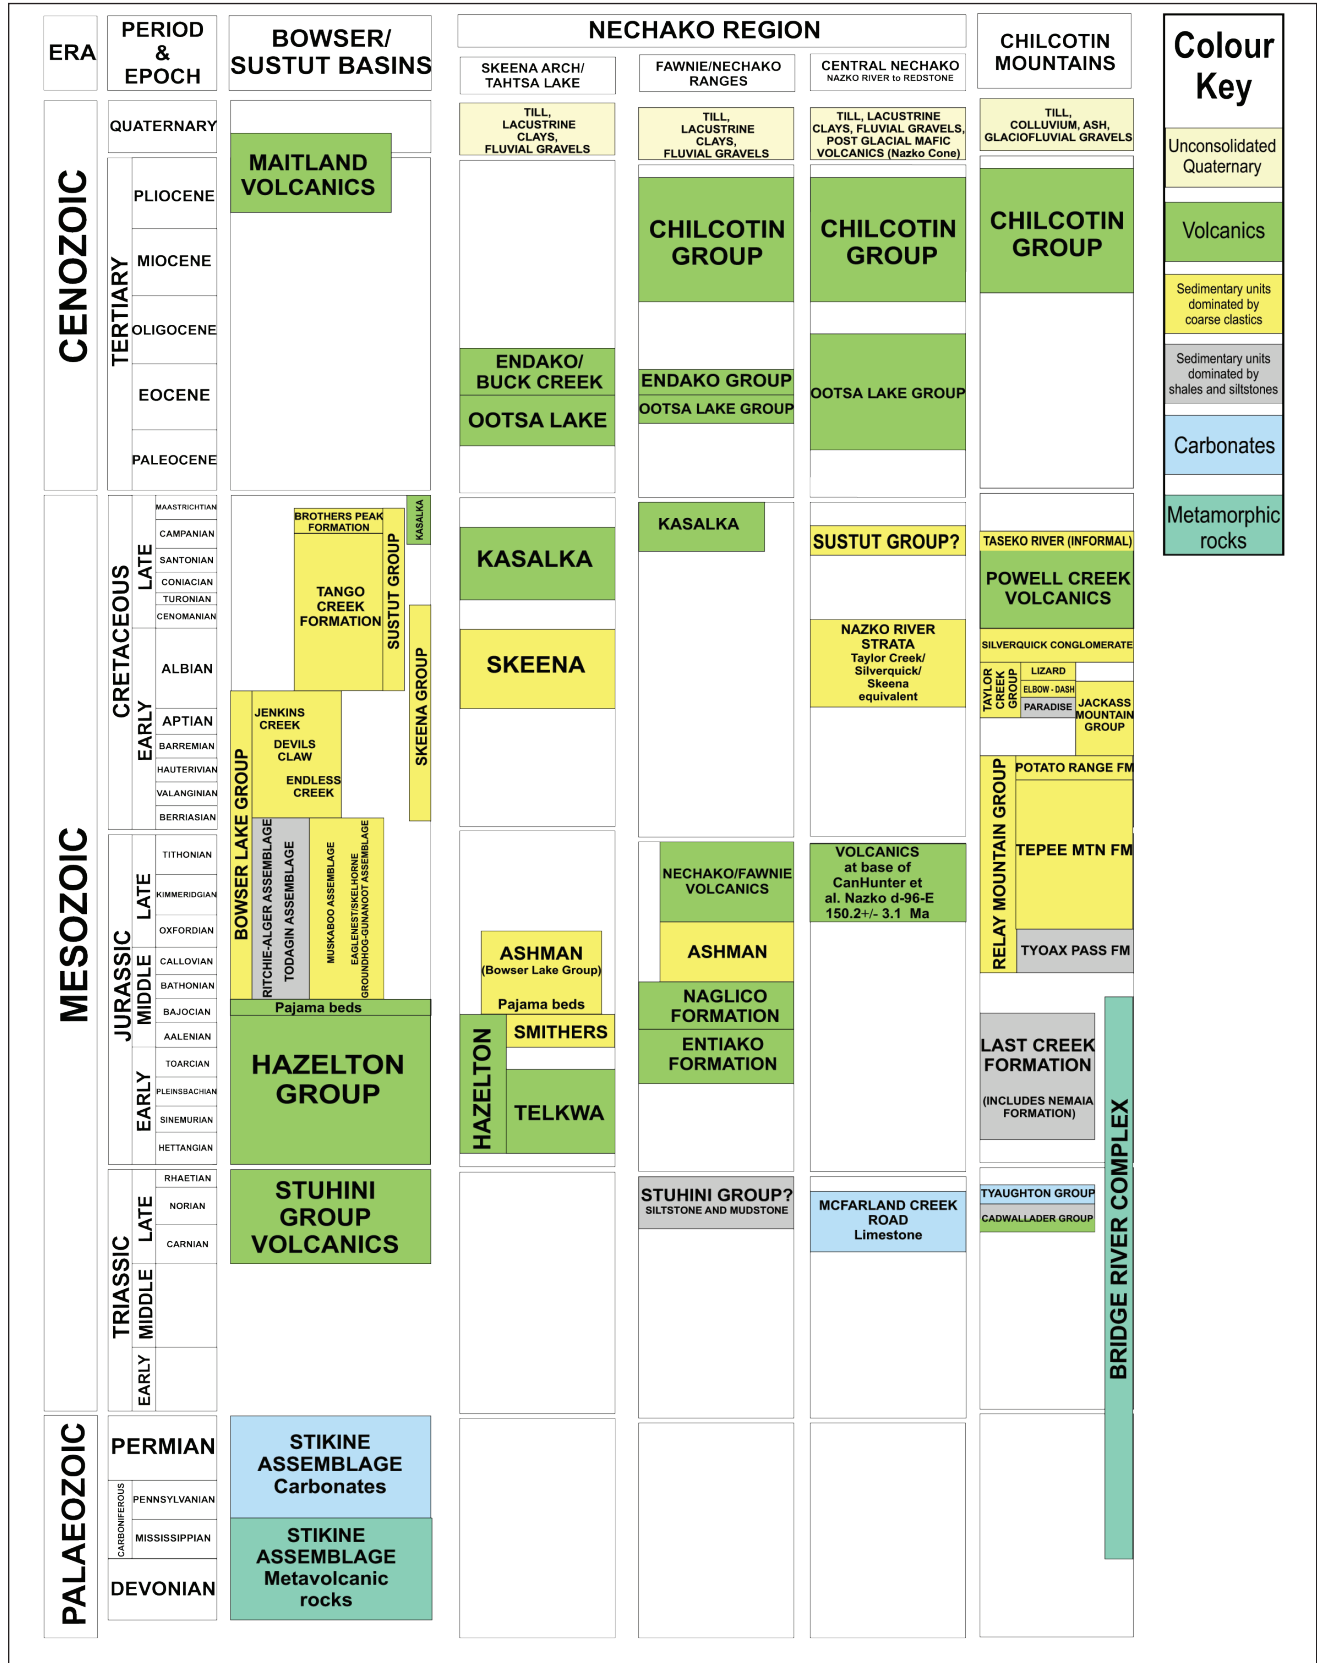 ERA
PERIOD
&
EPOCH
BOWSER/
SUSTUT BASINS
NECHAKO REGION
SKEENA ARCH/
TAHTSA LAKE
FAWNIE/NECHAKO
RANGES
CENTRAL NECHAKO
NAZKO RIVER to REDSTONE
CHILCOTIN
MOUNTAINS
Colour
Key
Unconsolidated
Quaternary
Volcanics
Sedimentary units
dominated by
coarse clastics
Sedimentary units
dominated by
shales and siltstones
Carbonates
Metamorphic
rocks
CENOZOIC
QUATERNARY
TERTIARY
PLIOCENE
MIOCENE
OLIGOCENE
EOCENE
PALEOCENE
MESOZOIC
CRETACEOUS
LATE
MAASTRICHTIAN
CAMPANIAN
SANTONIAN
CONIACIAN
TURONIAN
CENOMANIAN
EARLY
ALBIAN
APTIAN
BARREMIAN
HAUTERIVIAN
VALANGINIAN
BERRIASIAN
JURASSIC
LATE
TITHONIAN
KIMMERIDGIAN
OXFORDIAN
MIDDLE
CALLOVIAN
BATHONIAN
BAJOCIAN
AALENIAN
EARLY
TOARCIAN
PLEINSBACHIAN
SINEMURIAN
HETTANGIAN
TRIASSIC
LATE
RHAETIAN
NORIAN
CARNIAN
MIDDLE
EARLY
PALAEOZOIC
PERMIAN
CARBONIFEROUS
PENNSYLVANIAN
MISSISSIPPIAN
DEVONIAN
MAITLAND
VOLCANICS
BROTHERS PEAK
FORMATION
TANGO
CREEK
FORMATION
SUSTUT GROUP
KASALKA
SKEENA GROUP
BOWSER LAKE GROUP
JENKINS
CREEK
DEVILS
CLAW
ENDLESS
CREEK
RITCHIE-ALGER ASSEMBLAGE
TODAGIN ASSEMBLAGE
MUSKABOO ASSEMBLAGE
EAGLENEST/SKELHORNE
GROUNDHOG-GUNANOOT ASSEMBLAGE
Pajama beds
HAZELTON
GROUP
STUHINI
GROUP
VOLCANICS
STIKINE
ASSEMBLAGE
Carbonates
STIKINE
ASSEMBLAGE
Metavolcanic
rocks
TILL,
LACUSTRINE
CLAYS,
FLUVIAL GRAVELS
ENDAKO/
BUCK CREEK
OOTSA LAKE
KASALKA
SKEENA
ASHMAN
(Bowser Lake Group)
Pajama beds
HAZELTON
SMITHERS
TELKWA
TILL,
LACUSTRINE
CLAYS,
FLUVIAL GRAVELS
CHILCOTIN
GROUP
ENDAKO GROUP
OOTSA LAKE GROUP
KASALKA
NECHAKO/FAWNIE
VOLCANICS
ASHMAN
NAGLICO
FORMATION
ENTIAKO
FORMATION
STUHINI GROUP?
SILTSTONE AND MUDSTONE
TILL, LACUSTRINE
CLAYS, FLUVIAL GRAVELS,
POST GLACIAL MAFIC
VOLCANICS (Nazko Cone)
CHILCOTIN
GROUP
OOTSA LAKE GROUP
SUSTUT GROUP?
NAZKO RIVER
STRATA
Taylor Creek/
Silverquick/
Skeena
equivalent
VOLCANICS
at base of
CanHunter et
al. Nazko d-96-E
150.2+/- 3.1 Ma
MCFARLAND CREEK
ROAD
Limestone
TILL,
COLLUVIUM, ASH,
GLACIOFLUVIAL GRAVELS
CHILCOTIN
GROUP
TASEKO RIVER (INFORMAL)
POWELL CREEK
VOLCANICS
SILVERQUICK CONGLOMERATE
TAYLOR
CREEK
GROUP
LIZARD
ELBOW - DASH
PARADISE
JACKASS
MOUNTAIN
GROUP
RELAY MOUNTAIN GROUP
POTATO RANGE FM
TEPEE MTN FM
TYOAX PASS FM
LAST CREEK
FORMATION
(INCLUDES NEMAIA
FORMATION)
TYAUGHTON GROUP
CADWALLADER GROUP
BRIDGE RIVER COMPLEX